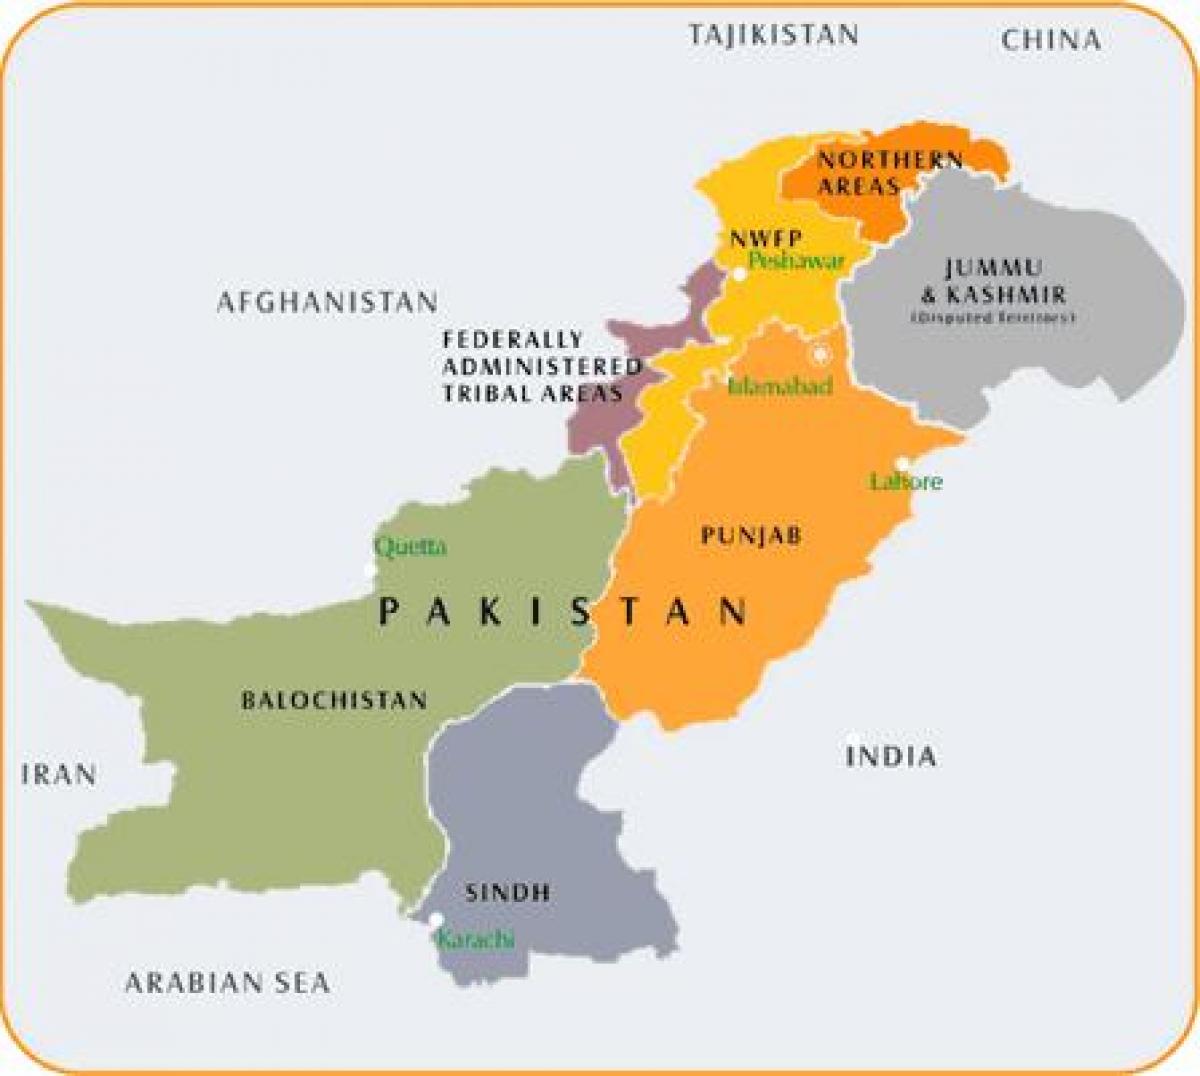 TAJIKISTAN
CHINA
NORTHERN
AREAS
NWFP
Peshawar
JUMMU
& KASHMIR
(Disputed Territory)
AFGHANISTAN
FEDERALLY
ADMINISTERED
TRIBAL AREAS
Islamabad
Lahore
PUNJAB
Quetta
PAKISTAN
BALOCHISTAN
IRAN
INDIA
SINDH
Karachi
ARABIAN SEA